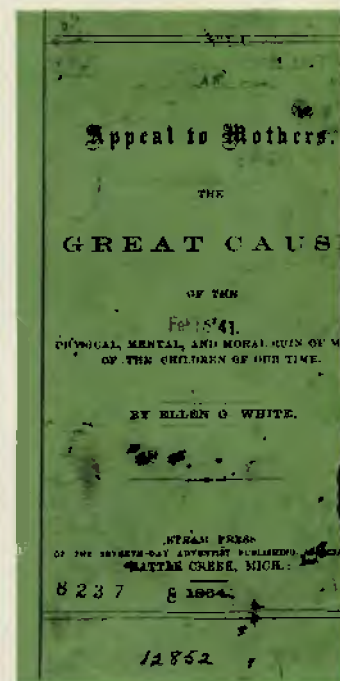 Appeal to Mothers.
THE
GREAT CAUS
OF THE
Feb 15 '41.
PHYSICAL, MENTAL, AND MORAL RUIN OF M
OF THE CHILDREN OF OUR TIME.
BY ELLEN G. WHITE.
STEAM PRESS
OF THE SEVENTH-DAY ADVENTIST PUBLISHING
BATTLE CREEK, MICH.:
8237
8 1864.
12852